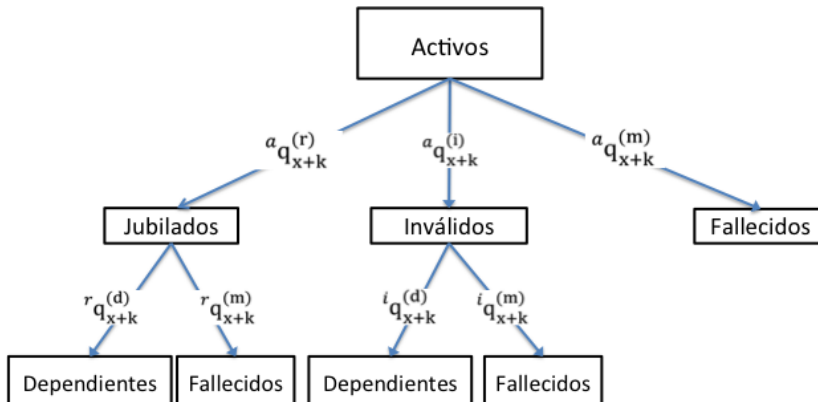 Activos
ᵃq₍ₓ₊ₖ₎⁽ʳ⁾ ᵃq₍ₓ₊ₖ₎⁽ⁱ⁾ ᵃq₍ₓ₊ₖ₎⁽ᵐ⁾
Jubilados Inválidos Fallecidos
ʳq₍ₓ₊ₖ₎⁽ᵈ⁾ ʳq₍ₓ₊ₖ₎⁽ᵐ⁾ ⁱq₍ₓ₊ₖ₎⁽ᵈ⁾ ⁱq₍ₓ₊ₖ₎⁽ᵐ⁾
Dependientes Fallecidos Dependientes Fallecidos